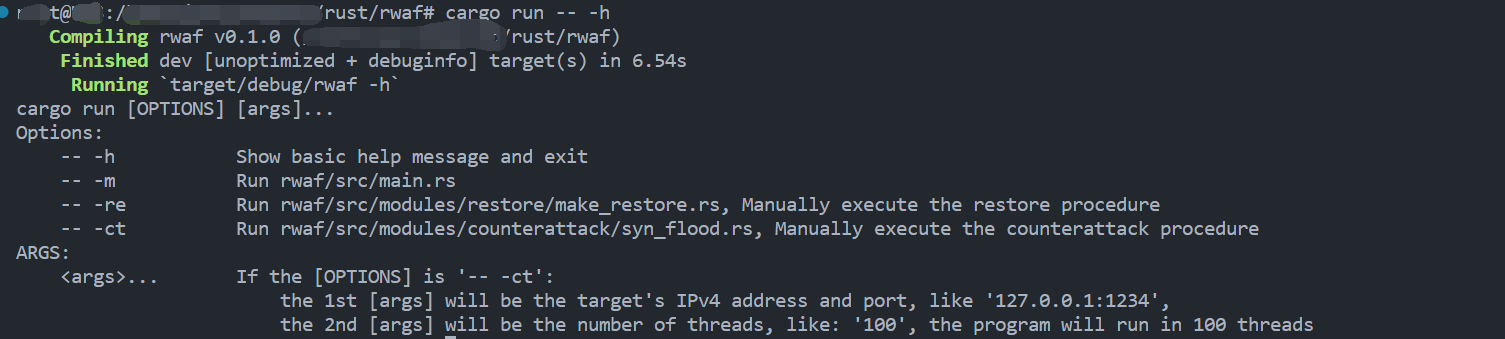 /rust/rwaf# cargo run -- -h
Compiling rwaf v0.1.0 (/rust/rwaf)
Finished dev [unoptimized + debuginfo] target(s) in 6.54s
Running `target/debug/rwaf -h`
cargo run [OPTIONS] [args]...
Options:
-- -h Show basic help message and exit
-- -m Run rwaf/src/main.rs
-- -re Run rwaf/src/modules/restore/make_restore.rs, Manually execute the restore procedure
-- -ct Run rwaf/src/modules/counterattack/syn_flood.rs, Manually execute the counterattack procedure
ARGS:
<args>... If the [OPTIONS] is '-- -ct':
the 1st [args] will be the target's IPv4 address and port, like '127.0.0.1:1234',
the 2nd [args] will be the number of threads, like: '100', the program will run in 100 threads